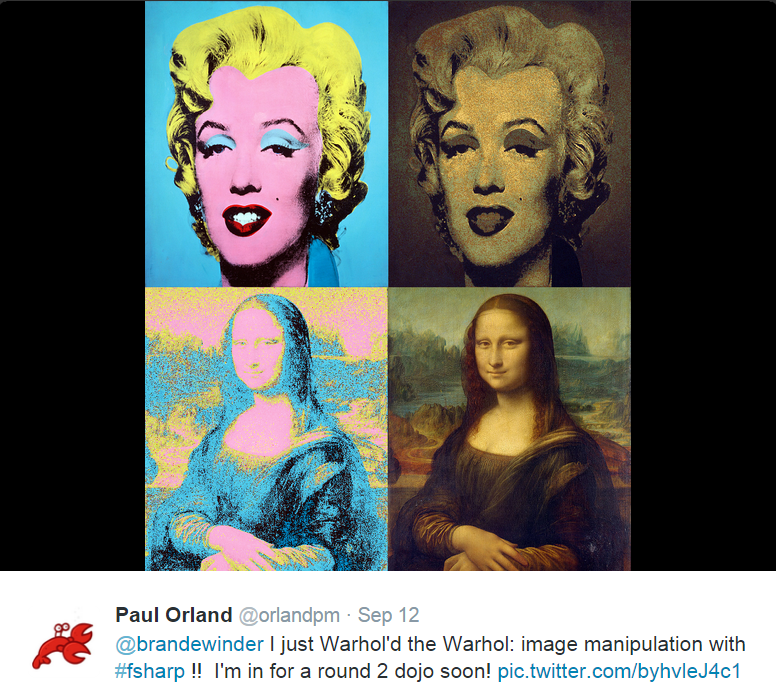 Paul Orland @orlandpm · Sep 12
@brandewinder I just Warhol'd the Warhol: image manipulation with
#fsharp !!  I'm in for a round 2 dojo soon! pic.twitter.com/byhvleJ4c1